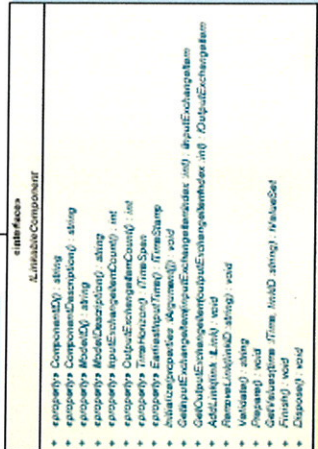 «interface»
ILinkableComponent
+ «property» ComponentID() : string
+ «property» ComponentDescription() : string
+ «property» ModelID() : string
+ «property» ModelDescription() : string
+ «property» InputExchangeItemCount() : int
+ «property» OutputExchangeItemCount() : int
+ «property» TimeHorizon() : ITimeSpan
+ «property» EarliestInputTime() : ITimeStamp
+ Initialize(properties :IArgument[]) : void
+ GetInputExchangeItem(inputExchangeItemIndex :int) : IInputExchangeItem
+ GetOutputExchangeItem(outputExchangeItemIndex :int) : IOutputExchangeItem
+ AddLink(link :ILink) : void
+ RemoveLink(linkID :string) : void
+ Validate() : string
+ Prepare() : void
+ GetValues(time :ITime, linkID :string) : IValueSet
+ Finish() : void
+ Dispose() : void